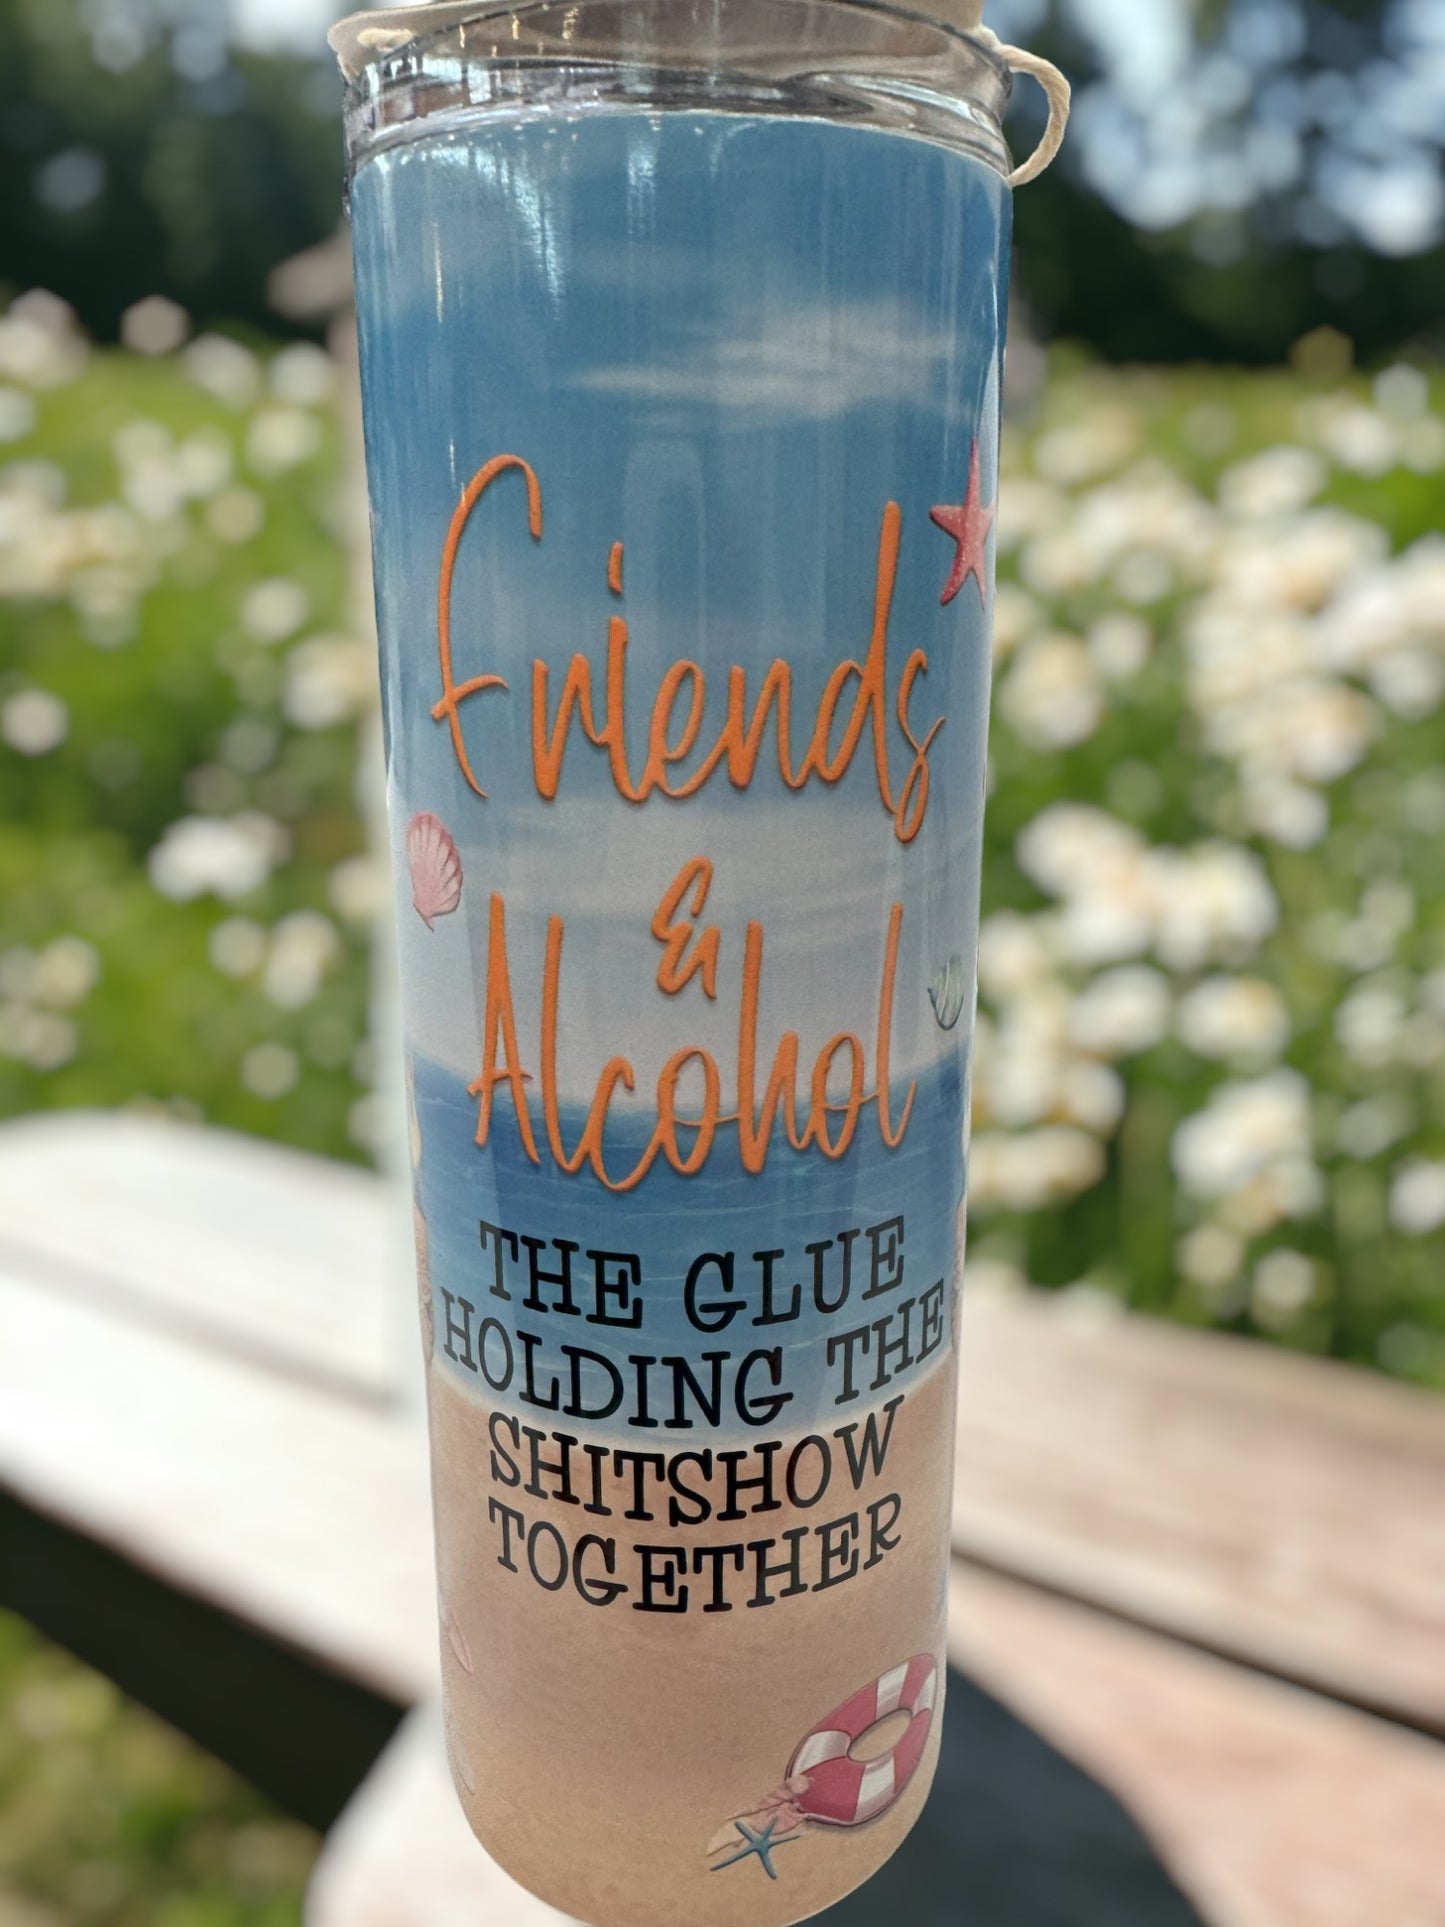 Friends
&
Alcohol
THE GLUE
HOLDING THE
SHITSHOW
TOGETHER